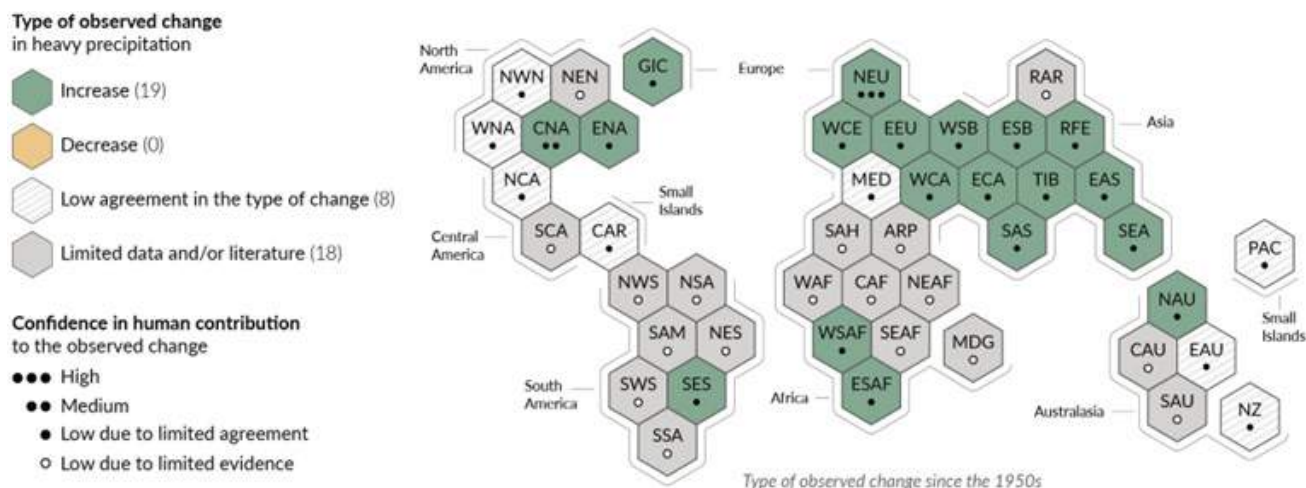 Type of observed change
in heavy precipitation
Increase (19)
Decrease (0)
Low agreement in the type of change (8)
Limited data and/or literature (18)
Confidence in human contribution
to the observed change
●●● High
●● Medium
● Low due to limited agreement
○ Low due to limited evidence
North
America
GIC
Europe
NWN
NEN
NEU
RAR
WNA
CNA
ENA
WCE
EEU
WSB
ESB
RFE
Asia
NCA
Small
Islands
MED
WCA
ECA
TIB
EAS
Central
America
SCA
CAR
SAH
ARP
SAS
SEA
PAC
NWS
NSA
WAF
CAF
NEAF
NAU
Small
Islands
SAM
NES
WSAF
SEAF
MDG
CAU
EAU
South
America
SWS
SES
Africa
ESAF
Australasia
SAU
NZ
SSA
Type of observed change since the 1950s